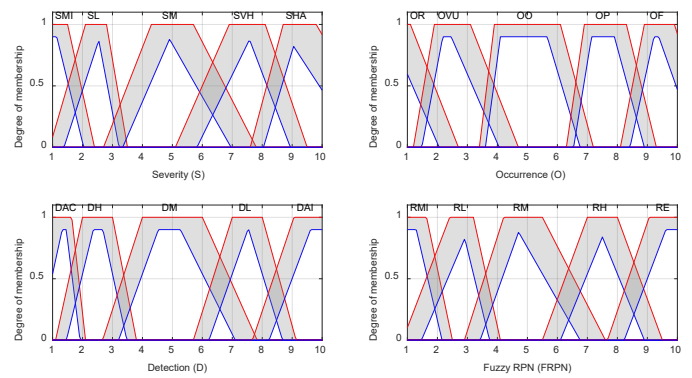 SMI SL SM SVH SHA
1
0.5
0
Degree of membership
1 2 3 4 5 6 7 8 9 10
Severity (S)
OR OVU OO OP OF
1
0.5
0
Degree of membership
1 2 3 4 5 6 7 8 9 10
Occurrence (O)
DAC DH DM DL DAI
1
0.5
0
Degree of membership
1 2 3 4 5 6 7 8 9 10
Detection (D)
RMI RL RM RH RE
1
0.5
0
Degree of membership
1 2 3 4 5 6 7 8 9 10
Fuzzy RPN (FRPN)